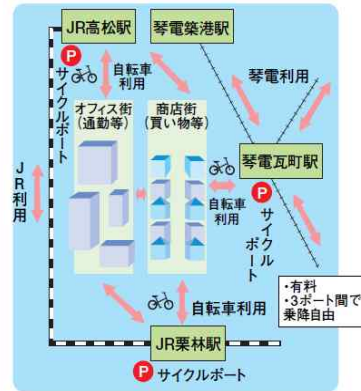 JR高松駅
琴電築港駅
P
サイクルポート
自転車
利用
琴電利用
オフィス街
(通勤等)
商店街
(買い物等)
JR利用
琴電瓦町駅
自転車
利用
P
サイクル
ポート
・有料
・3ポート間で
乗降自由
自転車利用
JR栗林駅
P サイクルポート